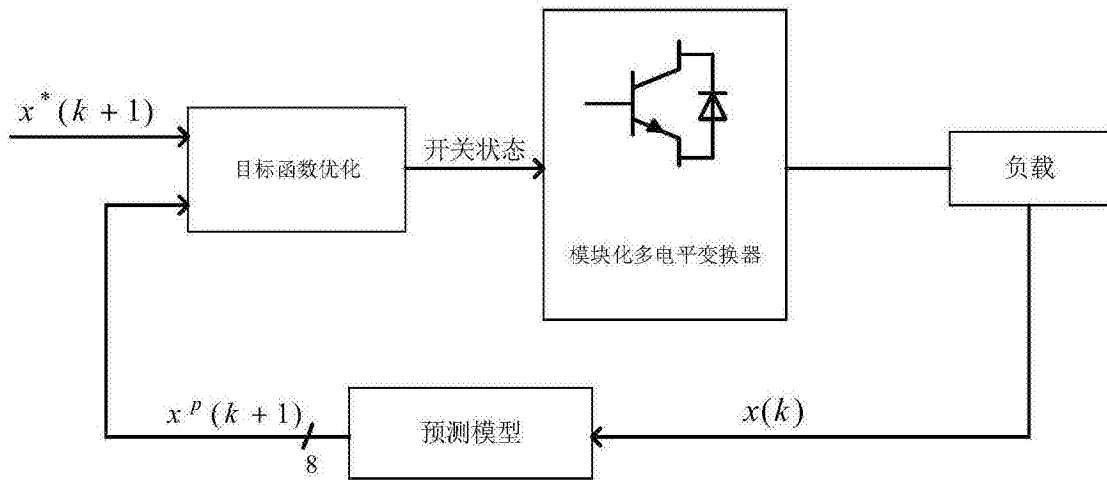 x*(k+1)
目标函数优化
开关状态
模块化多电平变换器
负载
x^p(k+1)
8
预测模型
x(k)